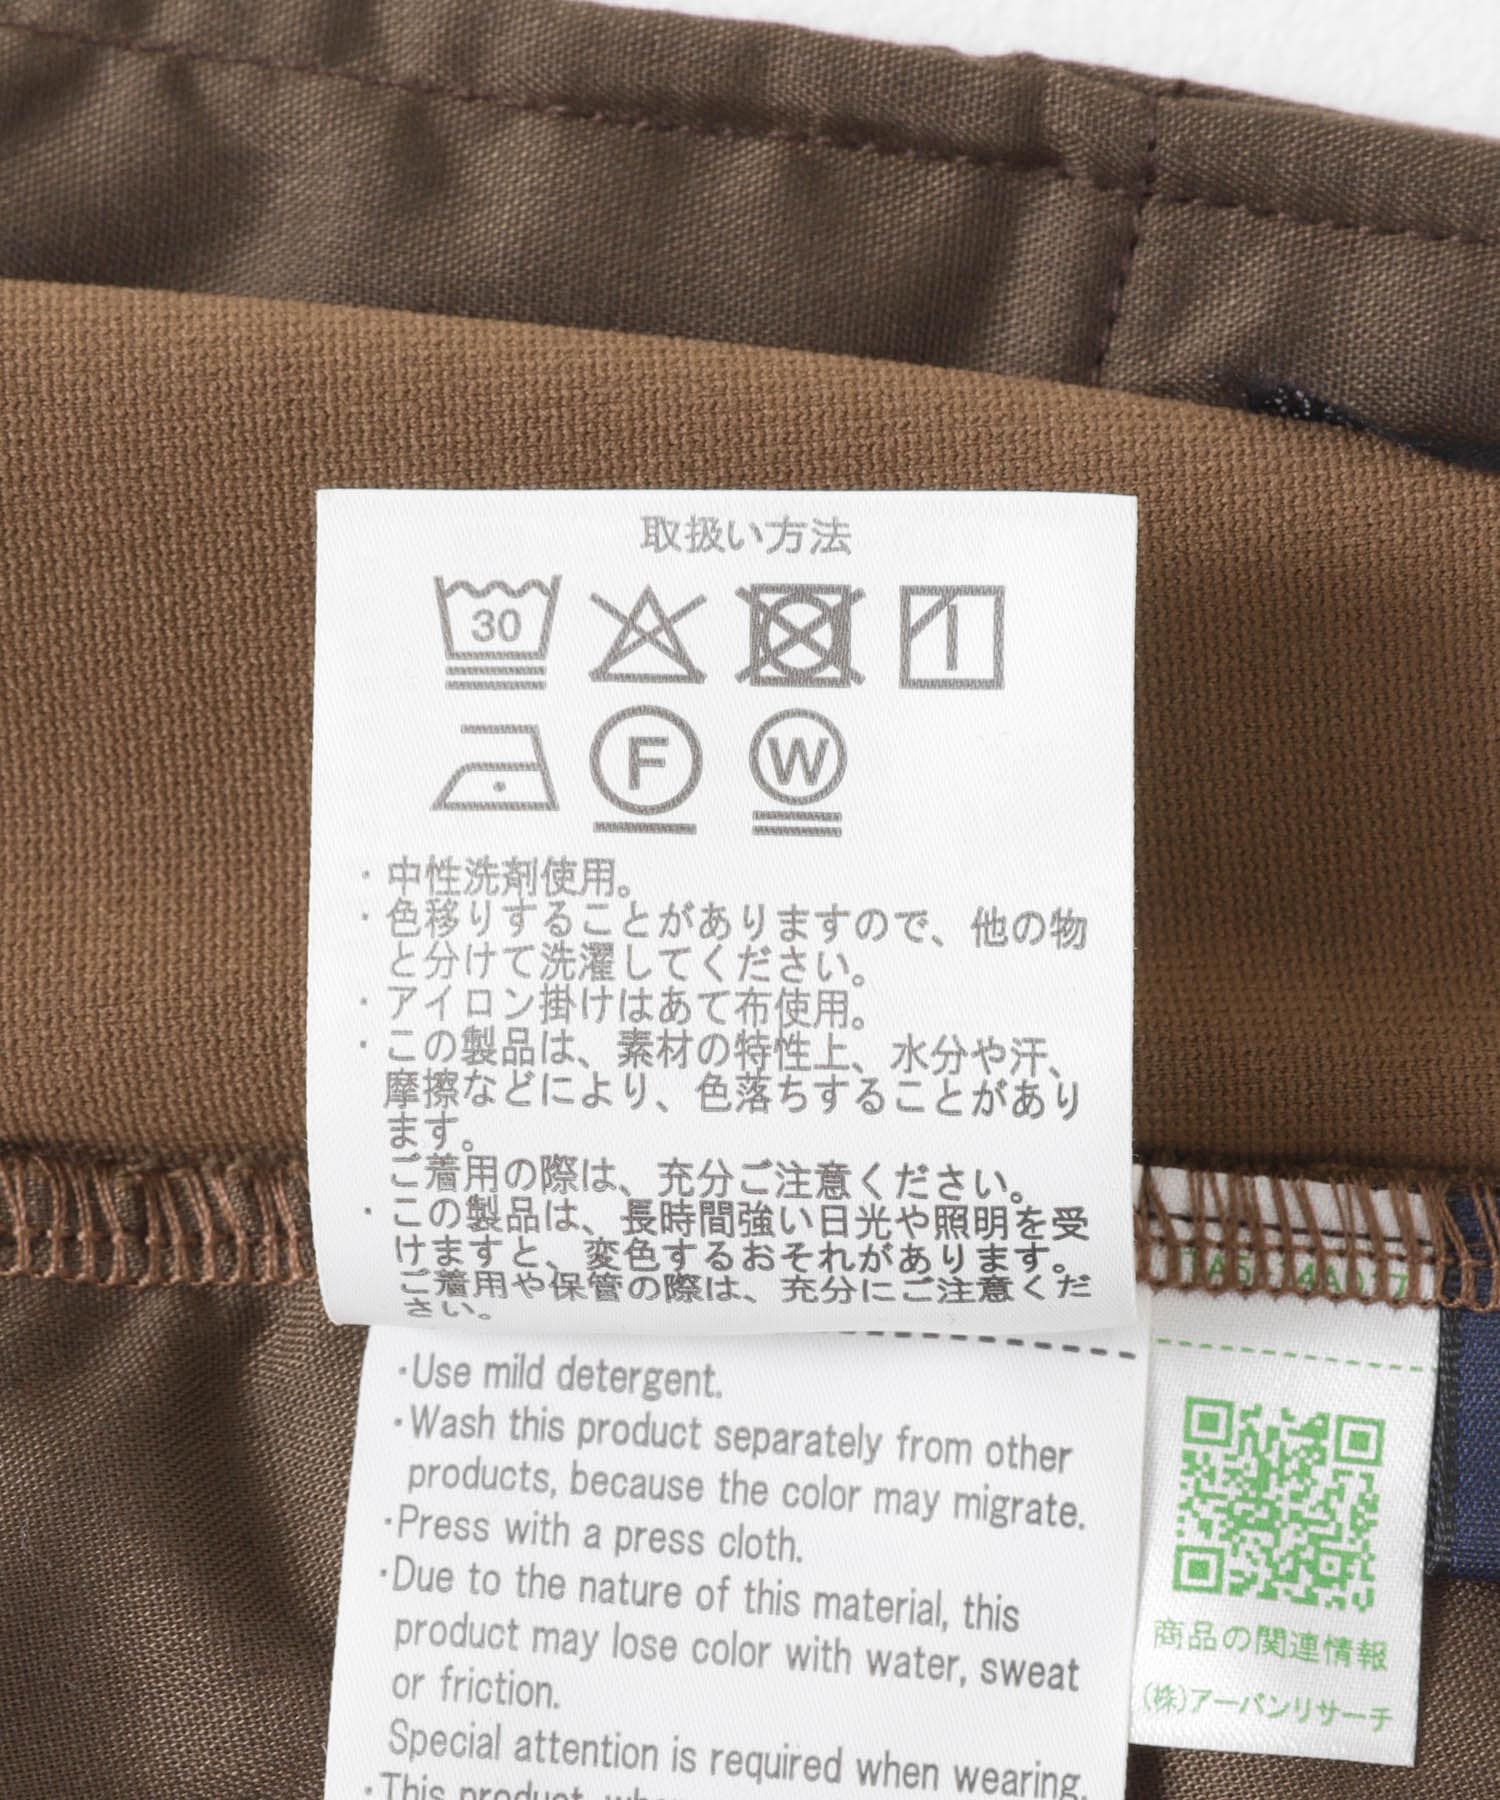 取扱い方法
30
F
W
・中性洗剤使用。
・色移りすることがありますので、他の物
と分けて洗濯してください。
・アイロン掛けはあて布使用。
・この製品は、素材の特性上、水分や汗、
摩擦などにより、色落ちすることがあり
ます。
ご着用の際は、充分ご注意ください。
・この製品は、長時間強い日光や照明を受
けますと、変色するおそれがあります。
ご着用や保管の際は、充分にご注意くだ
さい。
・Use mild detergent.
・Wash this product separately from other
products, because the color may migrate.
・Press with a press cloth.
・Due to the nature of this material, this
product may lose color with water, sweat
or friction.
Special attention is required when wearing.
・This product,
商品の関連情報
(株)アーバンリサーチ